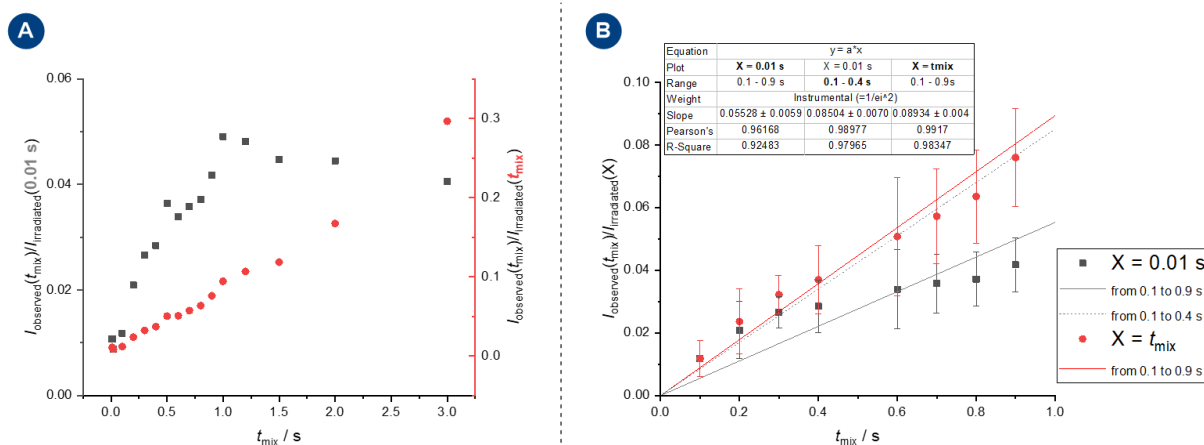 A
I_observed(t_mix)/I_irradiated(0.01 s)
0.06
0.04
0.02
0.00
0.0 0.5 1.0 1.5 2.0 3.0
t_mix / s
0.3
0.2
0.1
0.0
I_observed(t_mix)/I_irradiated(t_mix)
B
I_observed(t_mix)/I_irradiated(X)
0.10
0.08
0.06
0.04
0.02
0.00
0.0 0.2 0.4 0.6 0.8 1.0
t_mix / s
Equation y = a*x
Plot X = 0.01 s X = 0.01 s X = tmix
Range 0.1 - 0.9s 0.1 - 0.4 s 0.1 - 0.9s
Weight Instrumental (=1/ei^2)
Slope 0.05528 ± 0.0059 0.08504 ± 0.0070 0.08934 ± 0.004
Pearson's 0.96168 0.98977 0.9917
R-Square 0.92483 0.97965 0.98347
X = 0.01 s
from 0.1 to 0.9 s
from 0.1 to 0.4 s
X = t_mix
from 0.1 to 0.9 s